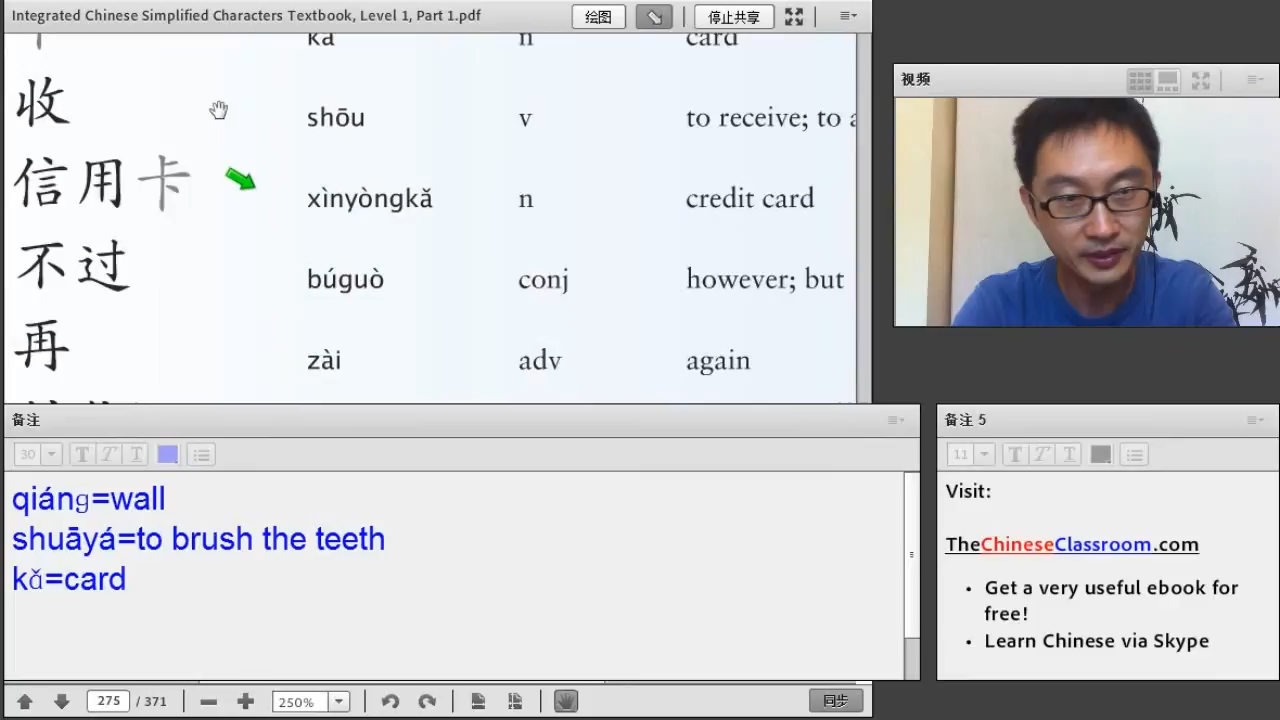 Integrated Chinese Simplified Characters Textbook, Level 1, Part 1.pdf
绘图
停止共享
kǎ n card
收 shōu v to receive; to a
信用卡 xìnyòngkǎ n credit card
不过 búguò conj however; but
再 zài adv again
视频
备注
30
qiáng=wall
shuāyá=to brush the teeth
kǎ=card
备注 5
11
Visit:
TheChineseClassroom.com
• Get a very useful ebook for
free!
• Learn Chinese via Skype
275 / 371
250%
同步